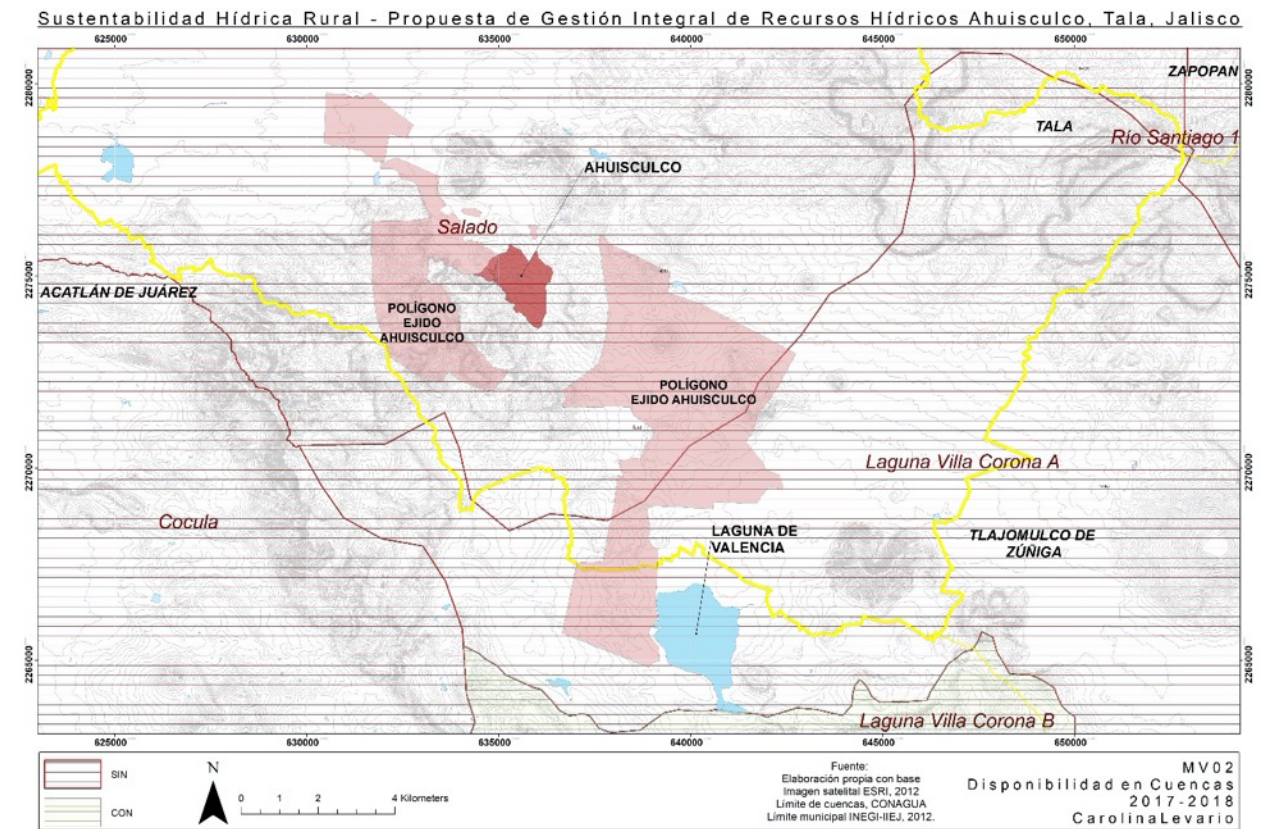 Sustentabilidad Hídrica Rural - Propuesta de Gestión Integral de Recursos Hídricos Ahuisculco, Tala, Jalisco
625000 630000 635000 640000 645000 650000
2280000 2280000
ZAPOPAN
TALA
Río Santiago 1
AHUISCULCO
Salado
2275000 2275000
ACATLÁN DE JUÁREZ
POLÍGONO
EJIDO
AHUISCULCO
POLÍGONO
EJIDO AHUISCULCO
Laguna Villa Corona A
2270000 2270000
Cocula
LAGUNA DE
VALENCIA
TLAJOMULCO DE
ZÚÑIGA
2265000 2265000
Laguna Villa Corona B
625000 630000 635000 640000 645000 650000
SIN
CON
N
0 1 2 4 Kilometers
Fuente:
Elaboración propia con base
Imagen satelital ESRI, 2012
Límite de cuencas, CONAGUA
Límite municipal INEGI-IIEJ, 2012.
MV02
Disponibilidad en Cuencas
2017-2018
CarolinaLevario